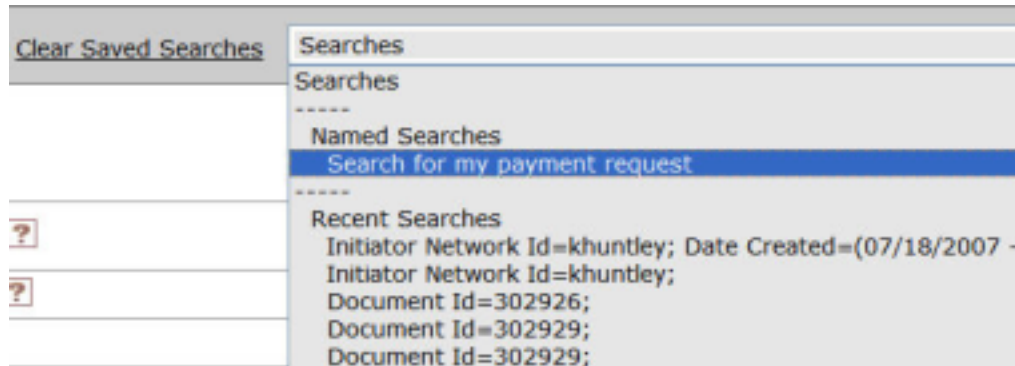 Clear Saved Searches
Searches
Searches
-----
Named Searches
Search for my payment request
-----
Recent Searches
?
Initiator Network Id=khuntley; Date Created=(07/18/2007 -
Initiator Network Id=khuntley;
?
Document Id=302926;
Document Id=302929;
Document Id=302929;